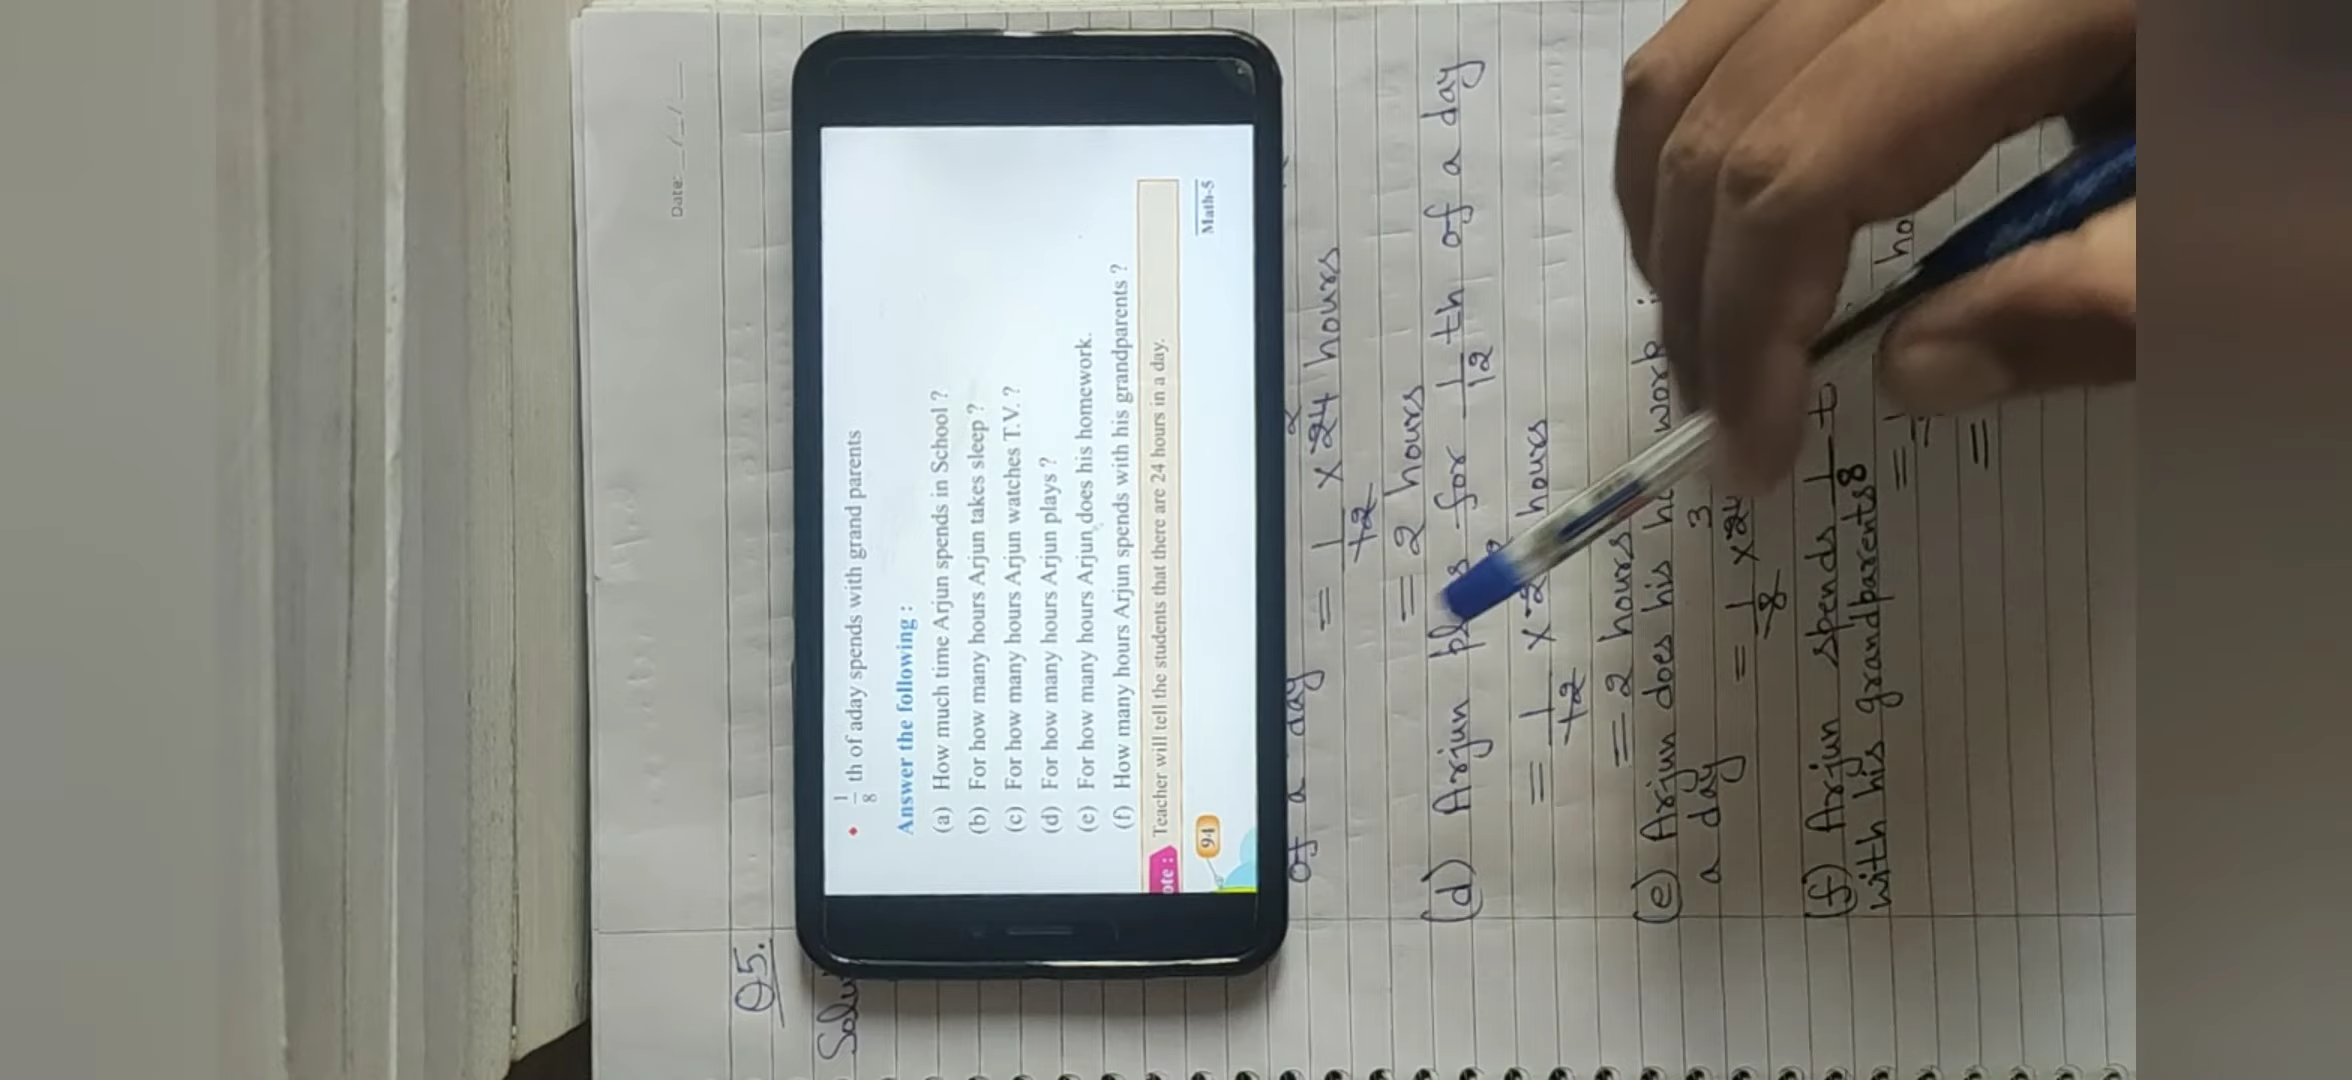 Date: _/_/_
Q5.
Solu
1/8 th of aday spends with grand parents
Answer the following :
(a) How much time Arjun spends in School ?
(b) For how many hours Arjun takes sleep ?
(c) For how many hours Arjun watches T.V. ?
(d) For how many hours Arjun plays ?
(e) For how many hours Arjun does his homework.
(f) How many hours Arjun spends with his grandparents ?
ote : Teacher will tell the students that there are 24 hours in a day.
94
Math-5
of a day = 1/12 × 24 hours
2
= 2 hours
(d) Arjun for 1/12 th of a day
= 1/12 × hours
= 2 hours
(e) Arjun does his work
a day = 1/8 × 24
3
(f) Arjun spends 1/8 t
with his grandparents = 1
=